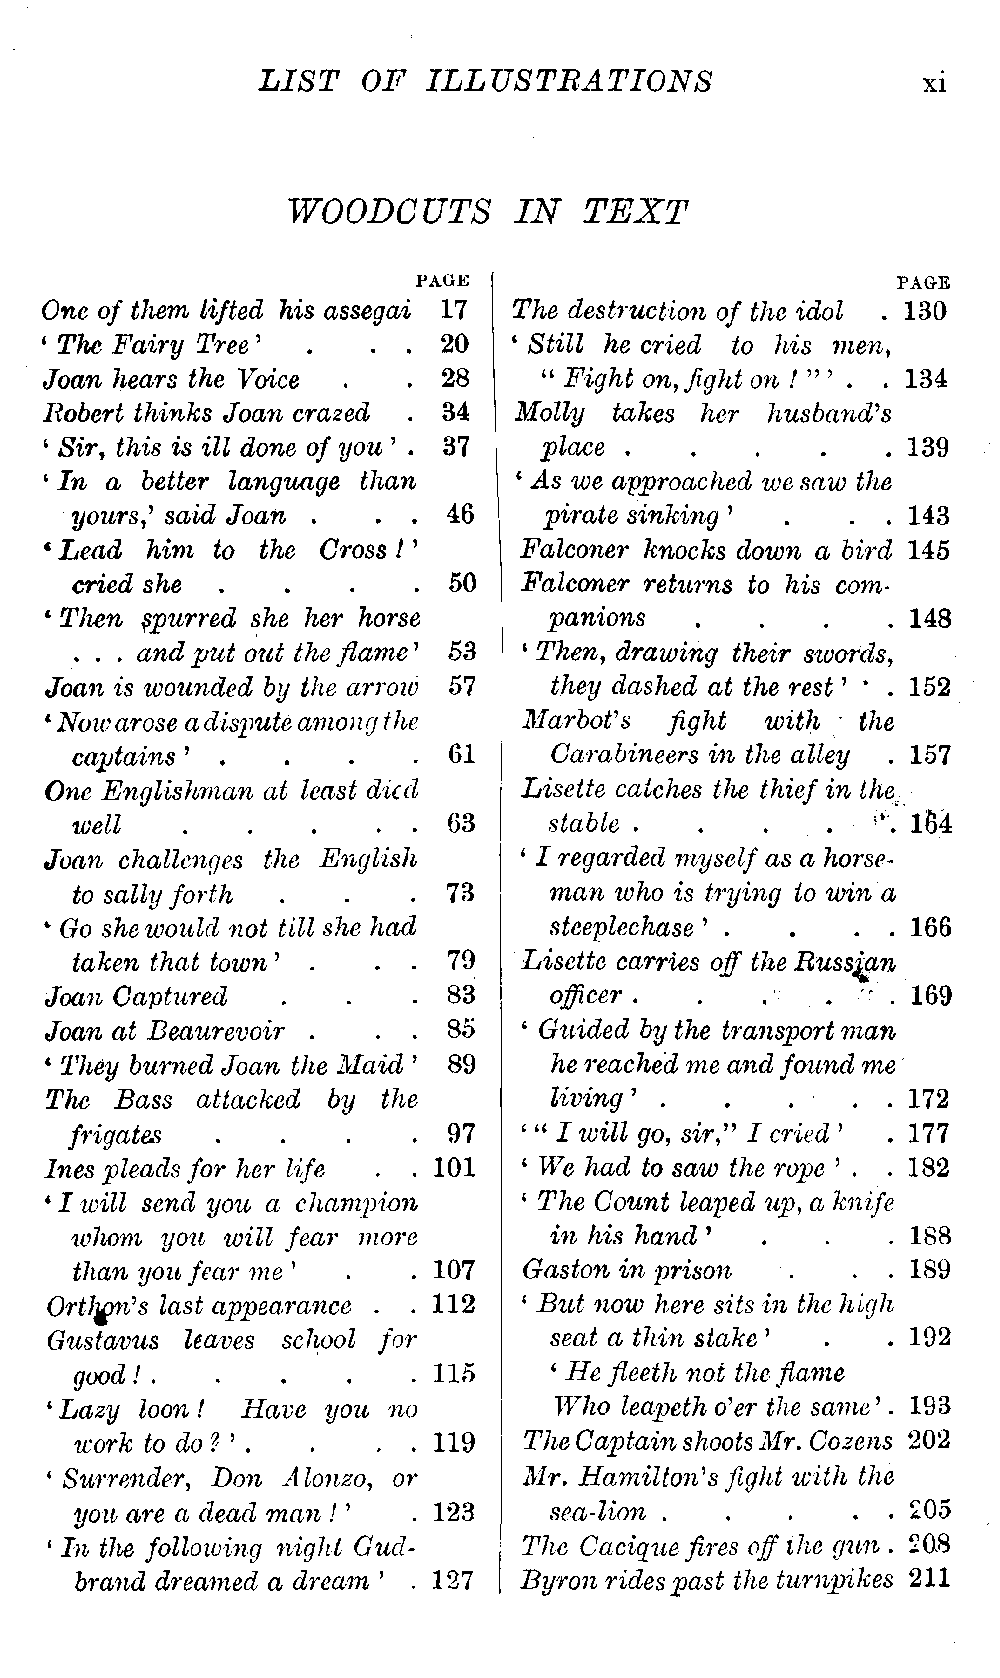 LIST OF ILLUSTRATIONS xi
WOODCUTS IN TEXT
PAGE
One of them lifted his assegai 17
‘ The Fairy Tree’ . . . 20
Joan hears the Voice . . 28
Robert thinks Joan crazed . 34
‘ Sir, this is ill done of you ’ . 37
‘ In a better language than
yours,’ said Joan . . . 46
‘ Lead him to the Cross ! ’
cried she . . . . 50
‘ Then spurred she her horse
. . . and put out the flame’ 53
Joan is wounded by the arrow 57
‘ Now arose a dispute among the
captains ’ . . . . 61
One Englishman at least died
well . . . . . 63
Joan challenges the English
to sally forth . . . 73
‘ Go she would not till she had
taken that town’ . . . 79
Joan Captured . . . 83
Joan at Beaurevoir . . . 85
‘ They burned Joan the Maid ’ 89
The Bass attacked by the
frigates . . . . 97
Ines pleads for her life . . 101
‘ I will send you a champion
whom you will fear more
than you fear me ’ . . 107
Orthon’s last appearance . . 112
Gustavus leaves school for
good ! . . . . . 115
‘ Lazy loon ! Have you no
work to do ? ’ . . . . 119
‘ Surrender, Don Alonzo, or
you are a dead man ! ’ . 123
‘ In the following night Gud-
brand dreamed a dream ’ . 127
PAGE
The destruction of the idol . 130
‘ Still he cried to his men,
“ Fight on, fight on ! ” ’ . . 134
Molly takes her husband’s
place . . . . . 139
‘ As we approached we saw the
pirate sinking ’ . . . 143
Falconer knocks down a bird 145
Falconer returns to his com-
panions . . . . 148
‘ Then, drawing their swords,
they dashed at the rest ’ . 152
Marbot’s fight with the
Carabineers in the alley . 157
Lisette catches the thief in the
stable . . . . . 164
‘ I regarded myself as a horse-
man who is trying to win a
steeplechase ’ . . . . 166
Lisette carries off the Russian
officer . . . . . 169
‘ Guided by the transport man
he reached me and found me
living ’ . . . . . 172
‘ “ I will go, sir,” I cried ’ . 177
‘ We had to saw the rope ’ . . 182
‘ The Count leaped up, a knife
in his hand ’ . . . 188
Gaston in prison . . . 189
‘ But now here sits in the high
seat a thin stake’ . . 192
‘ He fleeth not the flame
Who leapeth o’er the same’ . 193
The Captain shoots Mr. Cozens 202
Mr. Hamilton’s fight with the
sea-lion . . . . . 205
The Cacique fires off the gun . 208
Byron rides past the turnpikes 211